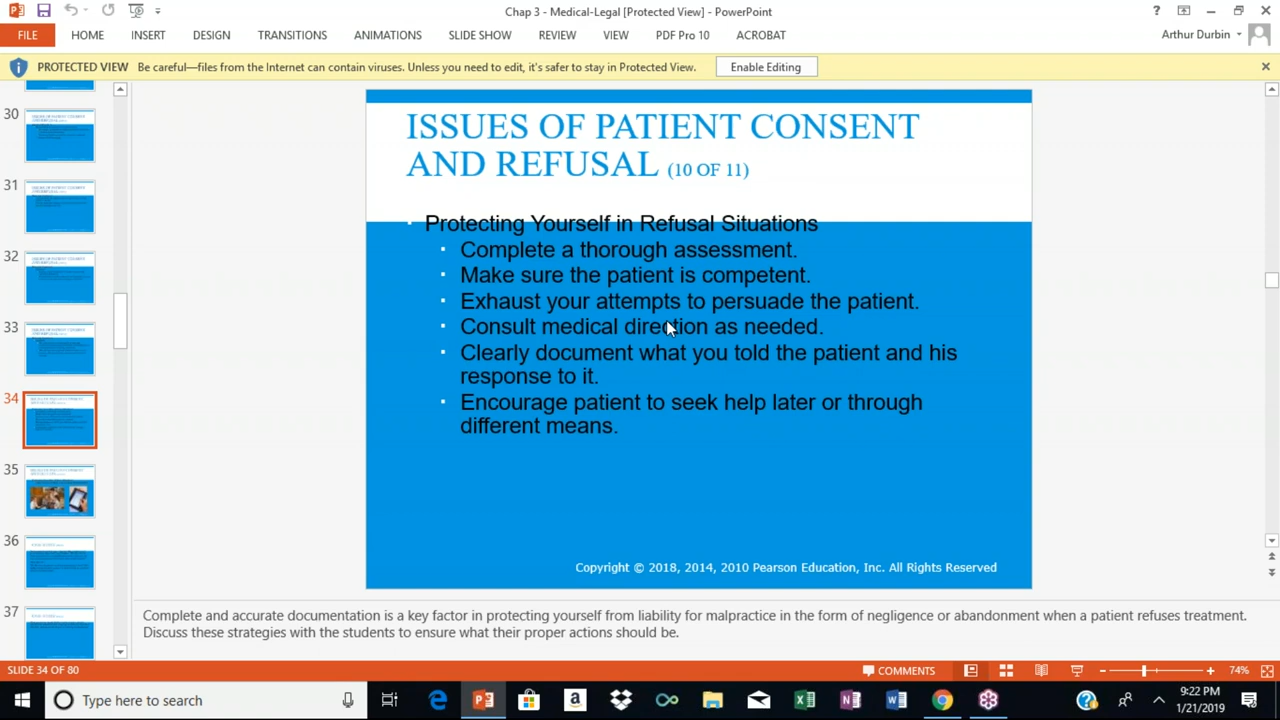 Chap 3 - Medical-Legal [Protected View] - PowerPoint
?
FILE HOME INSERT DESIGN TRANSITIONS ANIMATIONS SLIDE SHOW REVIEW VIEW PDF Pro 10 ACROBAT
Arthur Durbin
PROTECTED VIEW Be careful—files from the Internet can contain viruses. Unless you need to edit, it's safer to stay in Protected View. Enable Editing
30
31
32
33
34
35
36
37
ISSUES OF PATIENT CONSENT
AND REFUSAL (10 OF 11)
Protecting Yourself in Refusal Situations
Complete a thorough assessment.
Make sure the patient is competent.
Exhaust your attempts to persuade the patient.
Consult medical direction as needed.
Clearly document what you told the patient and his
response to it.
Encourage patient to seek help later or through
different means.
Copyright © 2018, 2014, 2010 Pearson Education, Inc. All Rights Reserved
Complete and accurate documentation is a key factor in protecting yourself from liability for malpractice in the form of negligence or abandonment when a patient refuses treatment.
Discuss these strategies with the students to ensure what their proper actions should be.
SLIDE 34 OF 80
COMMENTS
74%
Type here to search
9:22 PM
1/21/2019